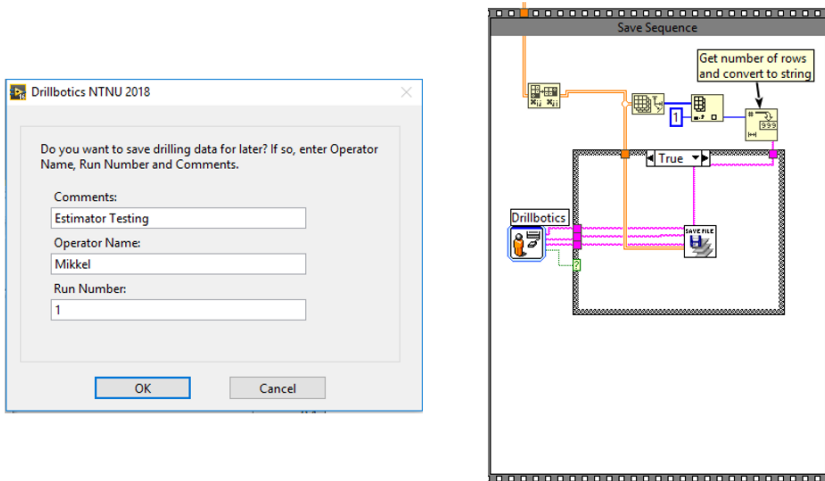 Drillbotics NTNU 2018
Do you want to save drilling data for later? If so, enter Operator
Name, Run Number and Comments.
Comments:
Estimator Testing
Operator Name:
Mikkel
Run Number:
1
OK
Cancel
Save Sequence
Get number of rows
and convert to string
1
999
True
Drillbotics
SAVE FILE
?